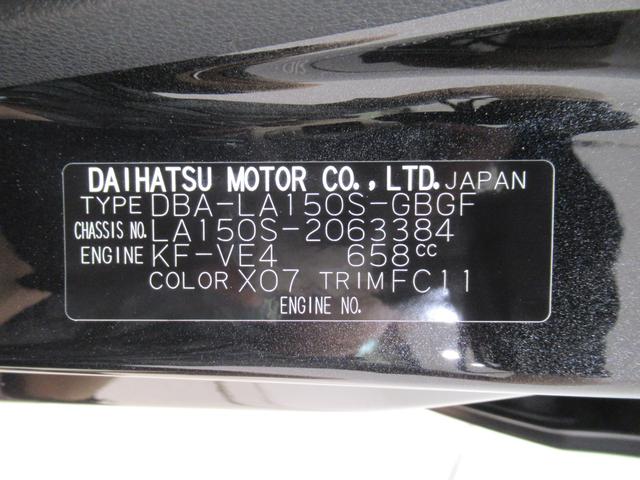 DAIHATSU MOTOR CO., LTD. JAPAN
TYPE DBA-LA150S-GBGF
CHASSIS NO. LA150S-2063384
ENGINE KF-VE4 658cc
COLOR X07 TRIM FC11
ENGINE NO.